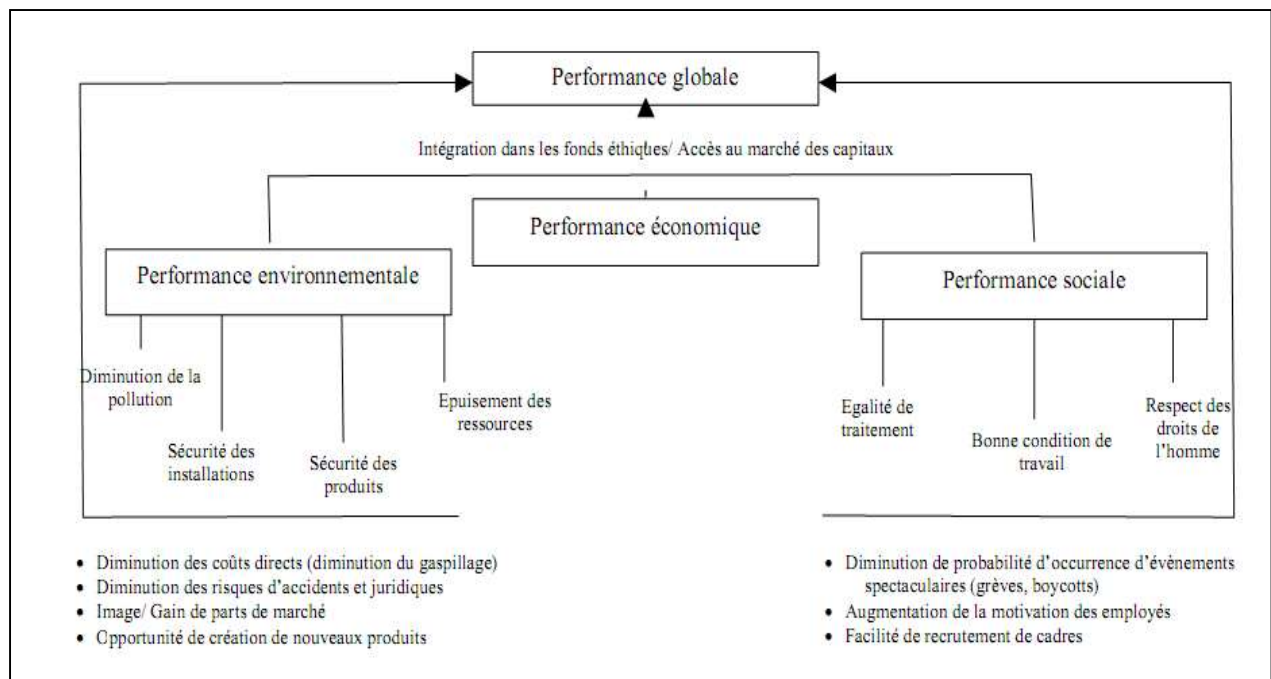 Performance globale
Intégration dans les fonds éthiques/ Accès au marché des capitaux
Performance économique
Performance environnementale
Performance sociale
Diminution de la
pollution
Sécurité des
installations
Sécurité des
produits
Epuisement des
ressources
Egalité de
traitement
Bonne condition de
travail
Respect des
droits de
l'homme
• Diminution des coûts directs (diminution du gaspillage)
• Diminution des risques d'accidents et juridiques
• Image/ Gain de parts de marché
• Opportunité de création de nouveaux produits
• Diminution de probabilité d'occurrence d'évènements
spectaculaires (grèves, boycotts)
• Augmentation de la motivation des employés
• Facilité de recrutement de cadres